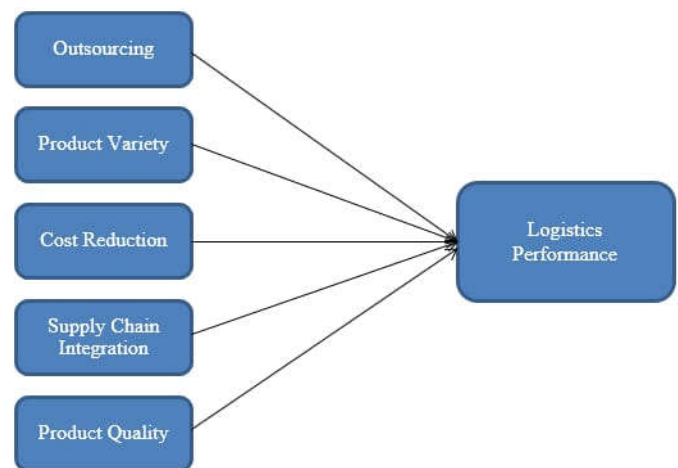 Outsourcing
Product Variety
Cost Reduction
Supply Chain
Integration
Product Quality
Logistics
Performance